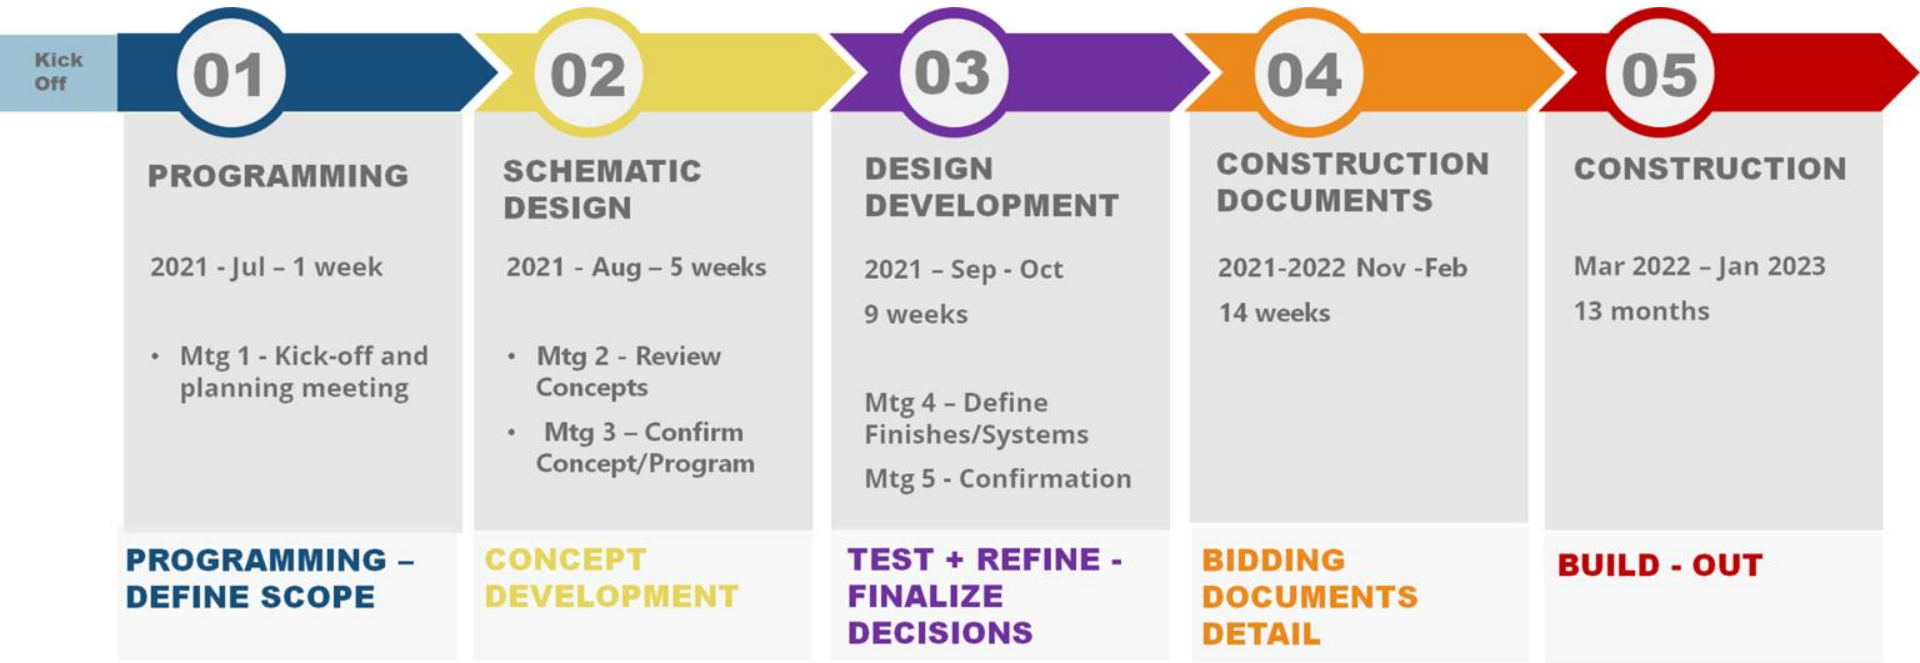 Kick
Off
01
PROGRAMMING
2021 - Jul – 1 week
• Mtg 1 - Kick-off and
planning meeting
PROGRAMMING –
DEFINE SCOPE
02
SCHEMATIC
DESIGN
2021 - Aug – 5 weeks
• Mtg 2 - Review
Concepts
• Mtg 3 – Confirm
Concept/Program
CONCEPT
DEVELOPMENT
03
DESIGN
DEVELOPMENT
2021 – Sep - Oct
9 weeks
Mtg 4 – Define
Finishes/Systems
Mtg 5 - Confirmation
TEST + REFINE -
FINALIZE
DECISIONS
04
CONSTRUCTION
DOCUMENTS
2021-2022 Nov -Feb
14 weeks
BIDDING
DOCUMENTS
DETAIL
05
CONSTRUCTION
Mar 2022 – Jan 2023
13 months
BUILD - OUT